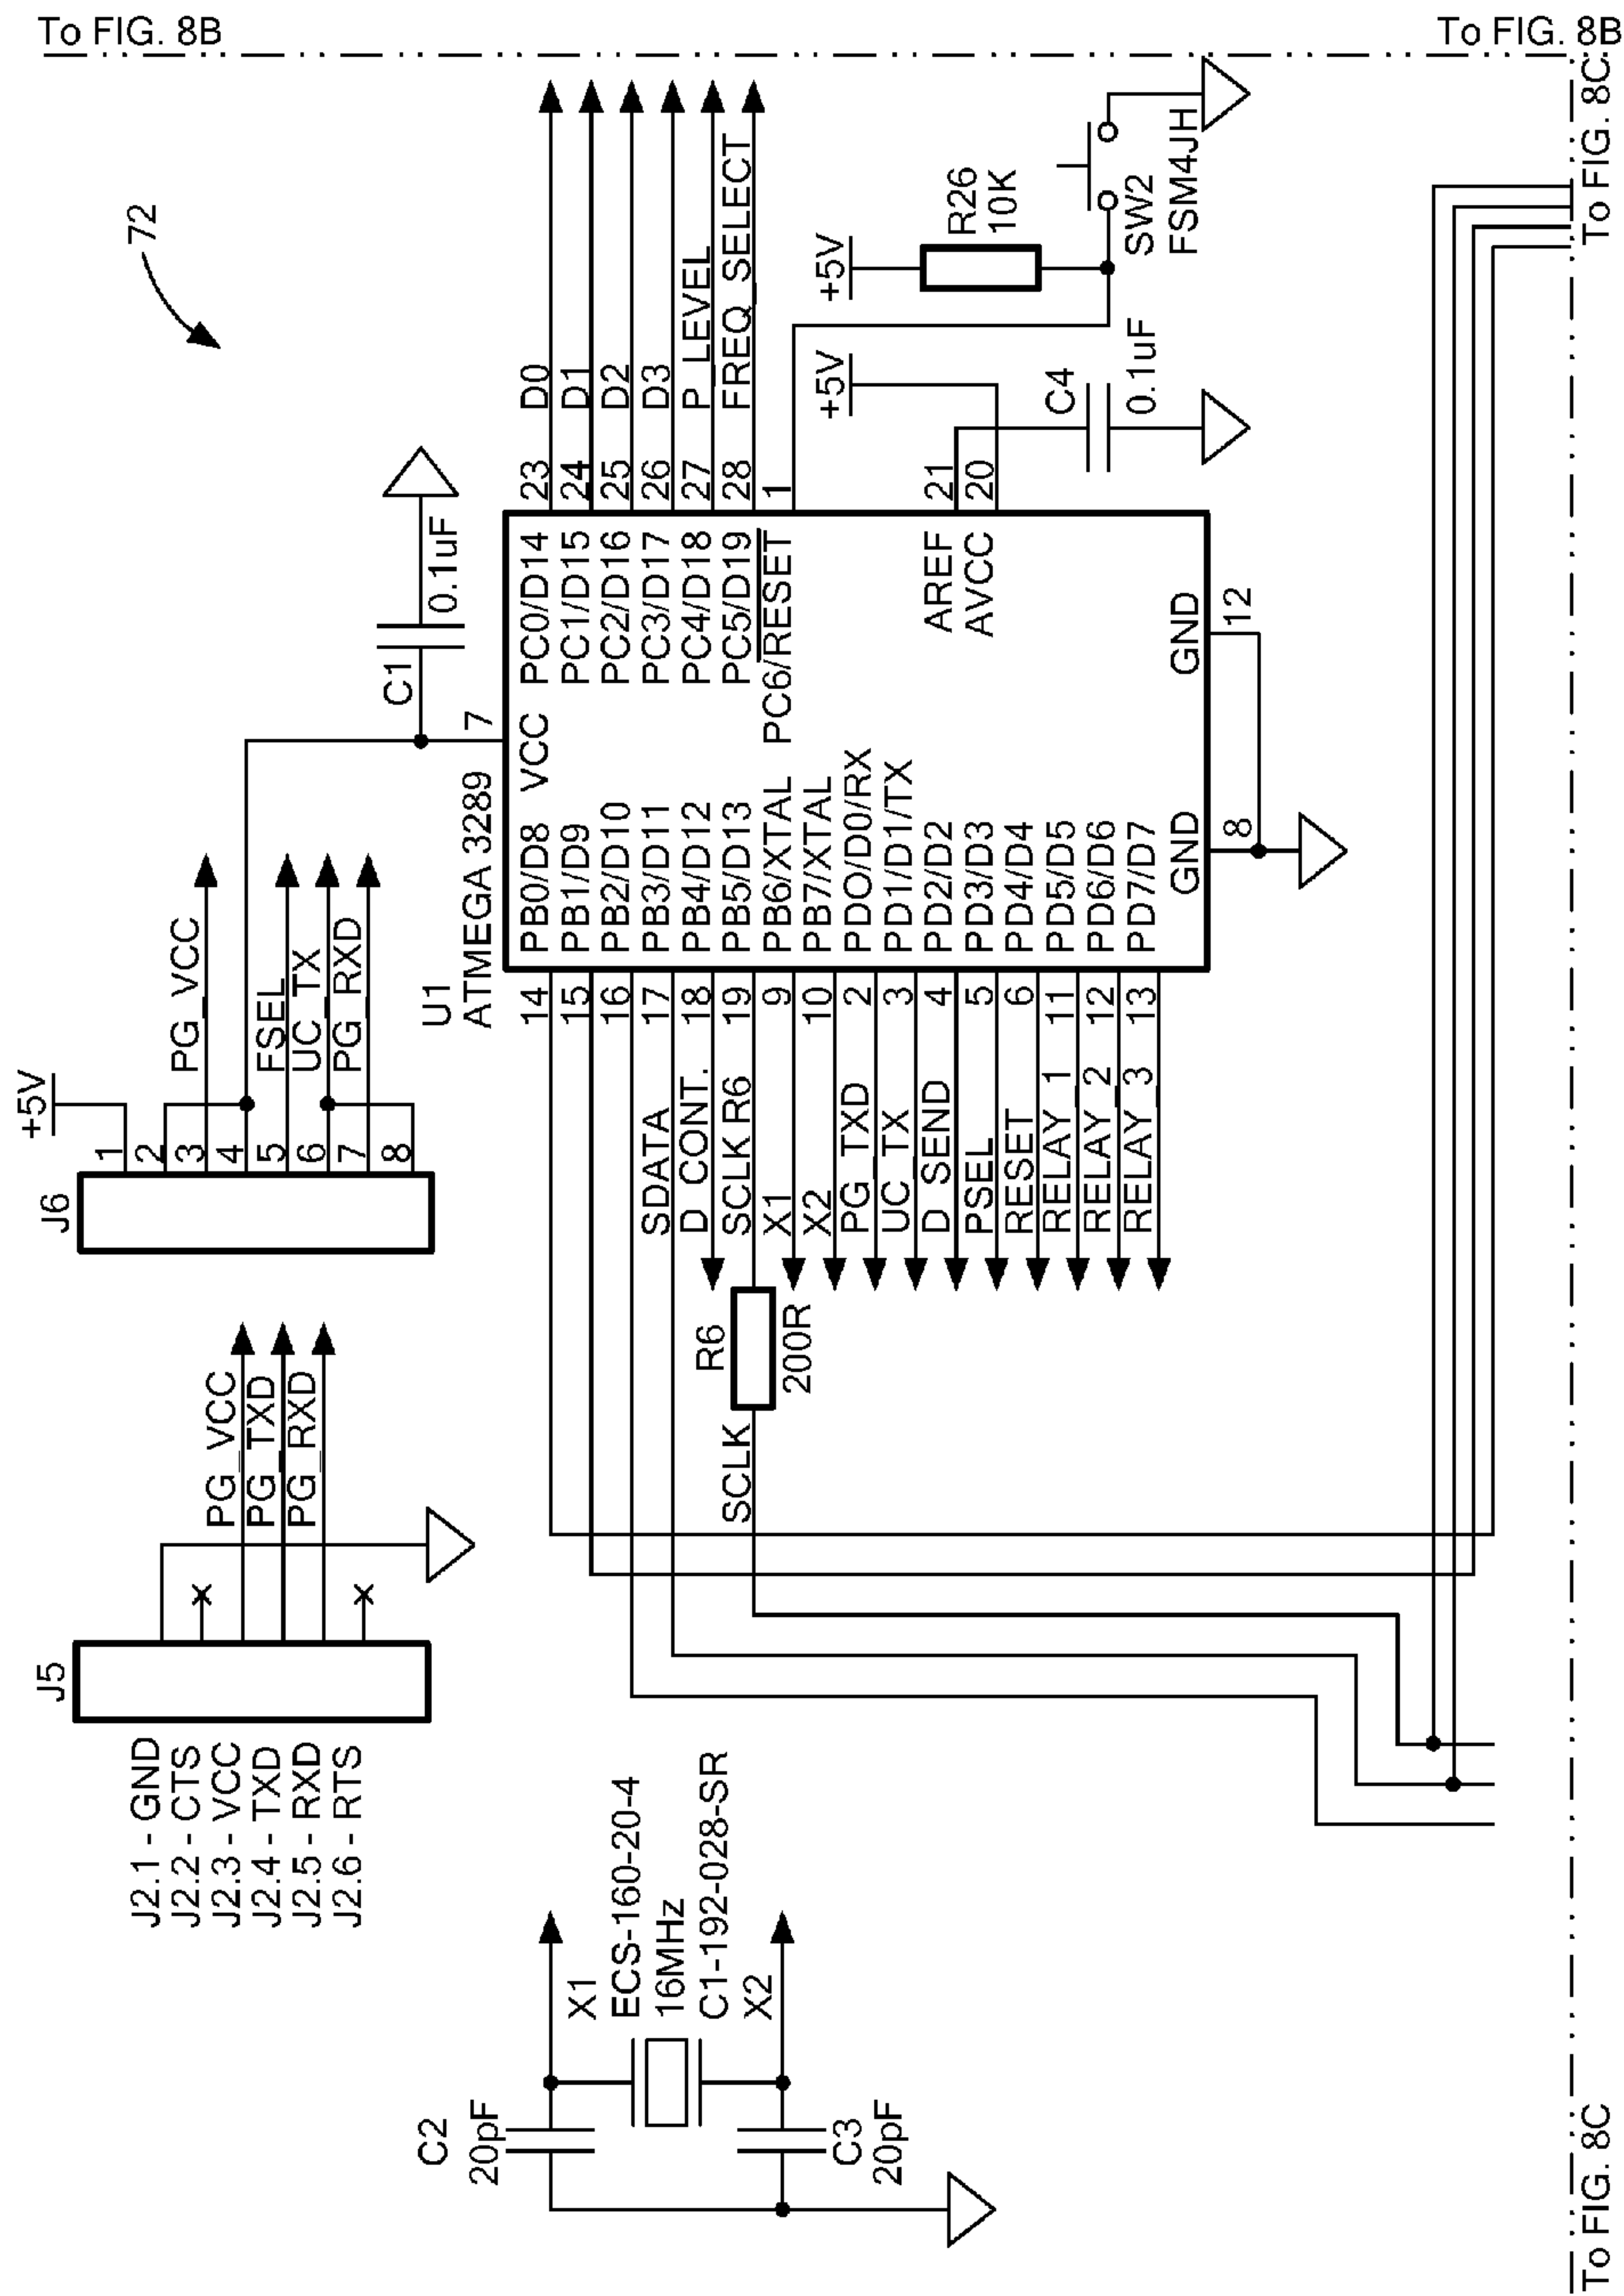 To FIG. 8B
To FIG. 8B
To FIG. 8C
To FIG. 8C
72
J5
J2.1 - GND
J2.2 - CTS
J2.3 - VCC
J2.4 - TXD
J2.5 - RXD
J2.6 - RTS
PG_VCC
PG_TXD
PG_RXD
J6
+5V
1
2
3
4
5
6
7
8
PG_VCC
FSEL
UC_TX
PG_RXD
C1
0.1uF
7
U1
ATMEGA 3289
VCC
14 PB0/D8
15 PB1/D9
16 PB2/D10
SDATA 17 PB3/D11
D_CONT. 18 PB4/D12
SCLK R6 19 PB5/D13
X1 9 PB6/XTAL
X2 10 PB7/XTAL
PG_TXD 2 PDO/D0/RX
UC_TX 3 PD1/D1/TX
D_SEND 4 PD2/D2
PSEL 5 PD3/D3
RESET 6 PD4/D4
RELAY_1 11 PD5/D5
RELAY_2 12 PD6/D6
RELAY_3 13 PD7/D7
PC0/D14 23 D0
PC1/D15 24 D1
PC2/D16 25 D2
PC3/D17 26 D3
PC4/D18 27 P_LEVEL
PC5/D19 28 FREQ_SELECT
PC6/RESET 1
AREF 21
AVCC 20
GND 8
GND 12
+5V
+5V
R26
10K
SW2
FSM4JH
C4
0.1uF
R6
200R
SCLK
C2
20pF
X1
ECS-160-20-4
16MHz
C1-192-028-SR
X2
C3
20pF
To FIG. 8C